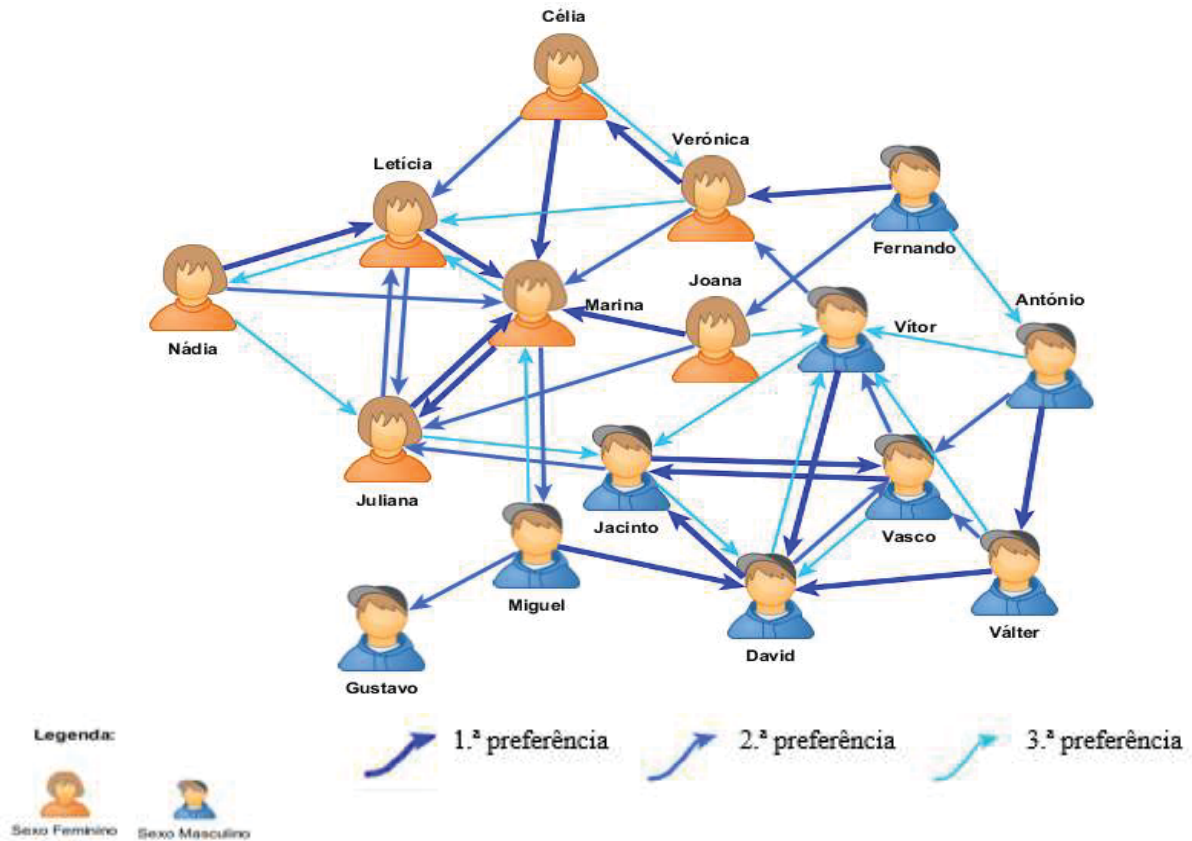 Célia
Verónica
Letícia
Fernando
Joana
António
Marina
Vítor
Nádia
Juliana
Jacinto
Vasco
Miguel
Válter
David
Gustavo
Legenda:
1.ª preferência
2.ª preferência
3.ª preferência
Sexo Feminino
Sexo Masculino